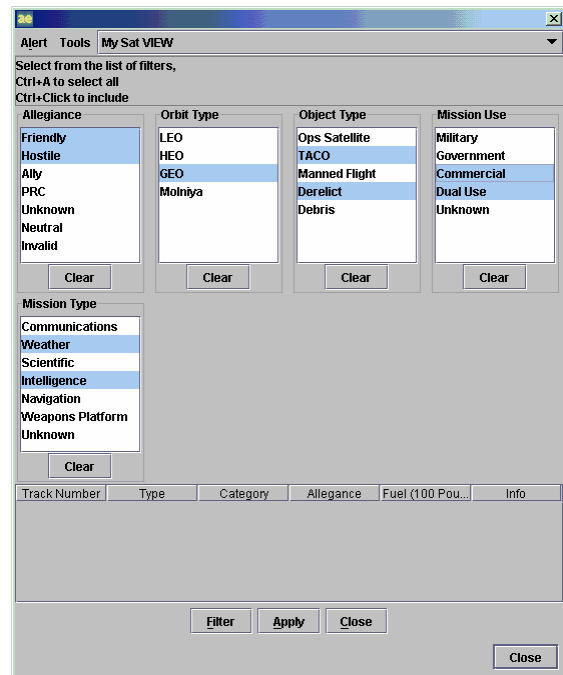 ae
Alert Tools My Sat VIEW
Select from the list of filters,
Ctrl+A to select all
Ctrl+Click to include
Allegiance
Friendly
Hostile
Ally
PRC
Unknown
Neutral
Invalid
Clear
Orbit Type
LEO
HEO
GEO
Molniya
Clear
Object Type
Ops Satellite
TACO
Manned Flight
Derelict
Debris
Clear
Mission Use
Military
Government
Commercial
Dual Use
Unknown
Clear
Mission Type
Communications
Weather
Scientific
Intelligence
Navigation
Weapons Platform
Unknown
Clear
Track Number Type Category Allegance Fuel (100 Pou... Info
Filter Apply Close
Close